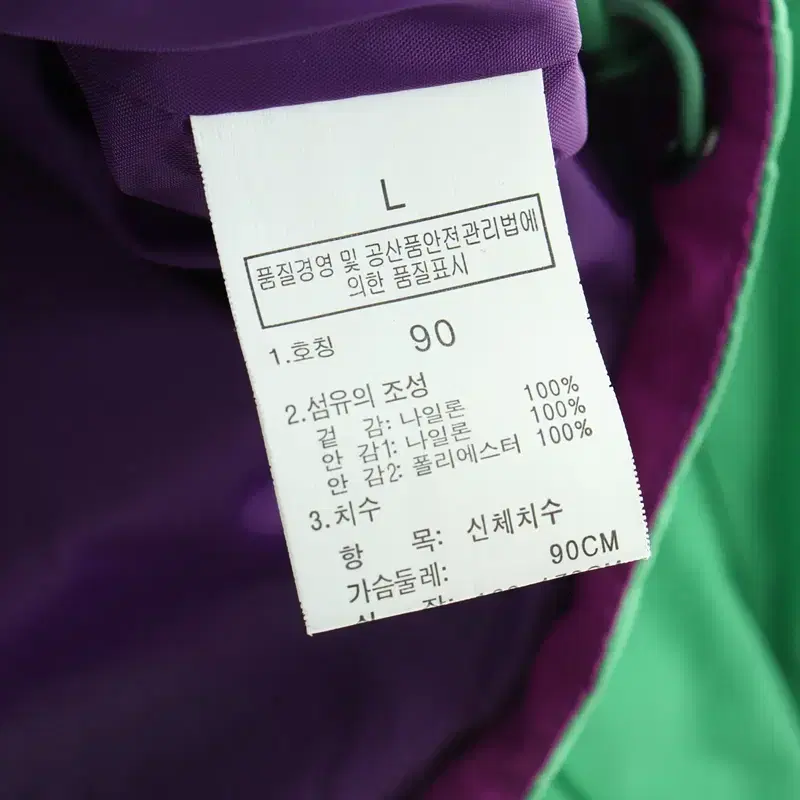 L
품질경영 및 공산품안전관리법에
의한 품질표시
1.호칭 90
2.섬유의 조성
겉 감: 나일론 100%
안 감1: 나일론 100%
안 감2: 폴리에스터 100%
3.치수
항 목: 신체치수
가슴둘레: 90CM